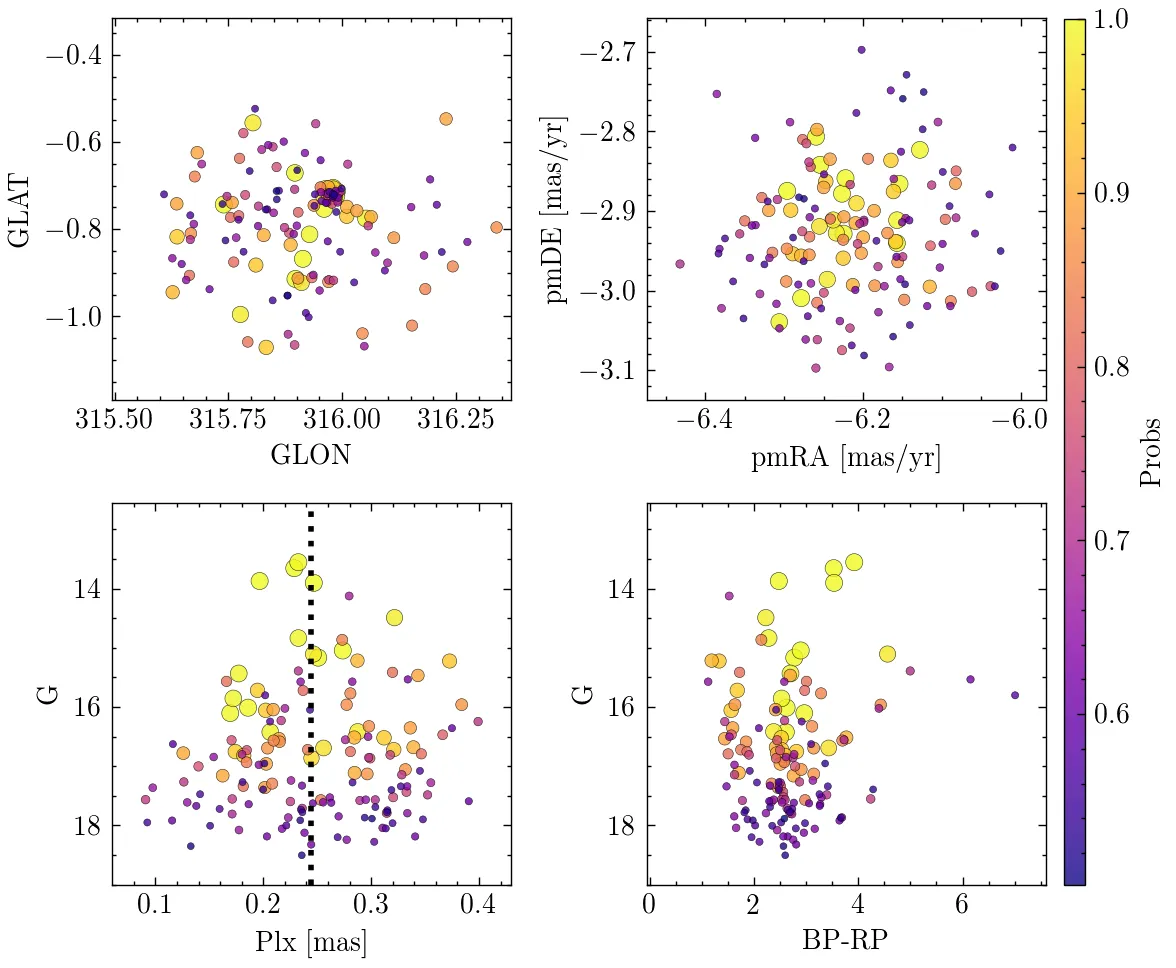 −0.4
−0.6
−0.8
−1.0
GLAT
315.50 315.75 316.00 316.25
GLON
−2.7
−2.8
−2.9
−3.0
−3.1
pmDE [mas/yr]
−6.4 −6.2 −6.0
pmRA [mas/yr]
14
16
18
G
0.1 0.2 0.3 0.4
Plx [mas]
14
16
18
G
0 2 4 6
BP-RP
1.0
0.9
0.8
0.7
0.6
Probs